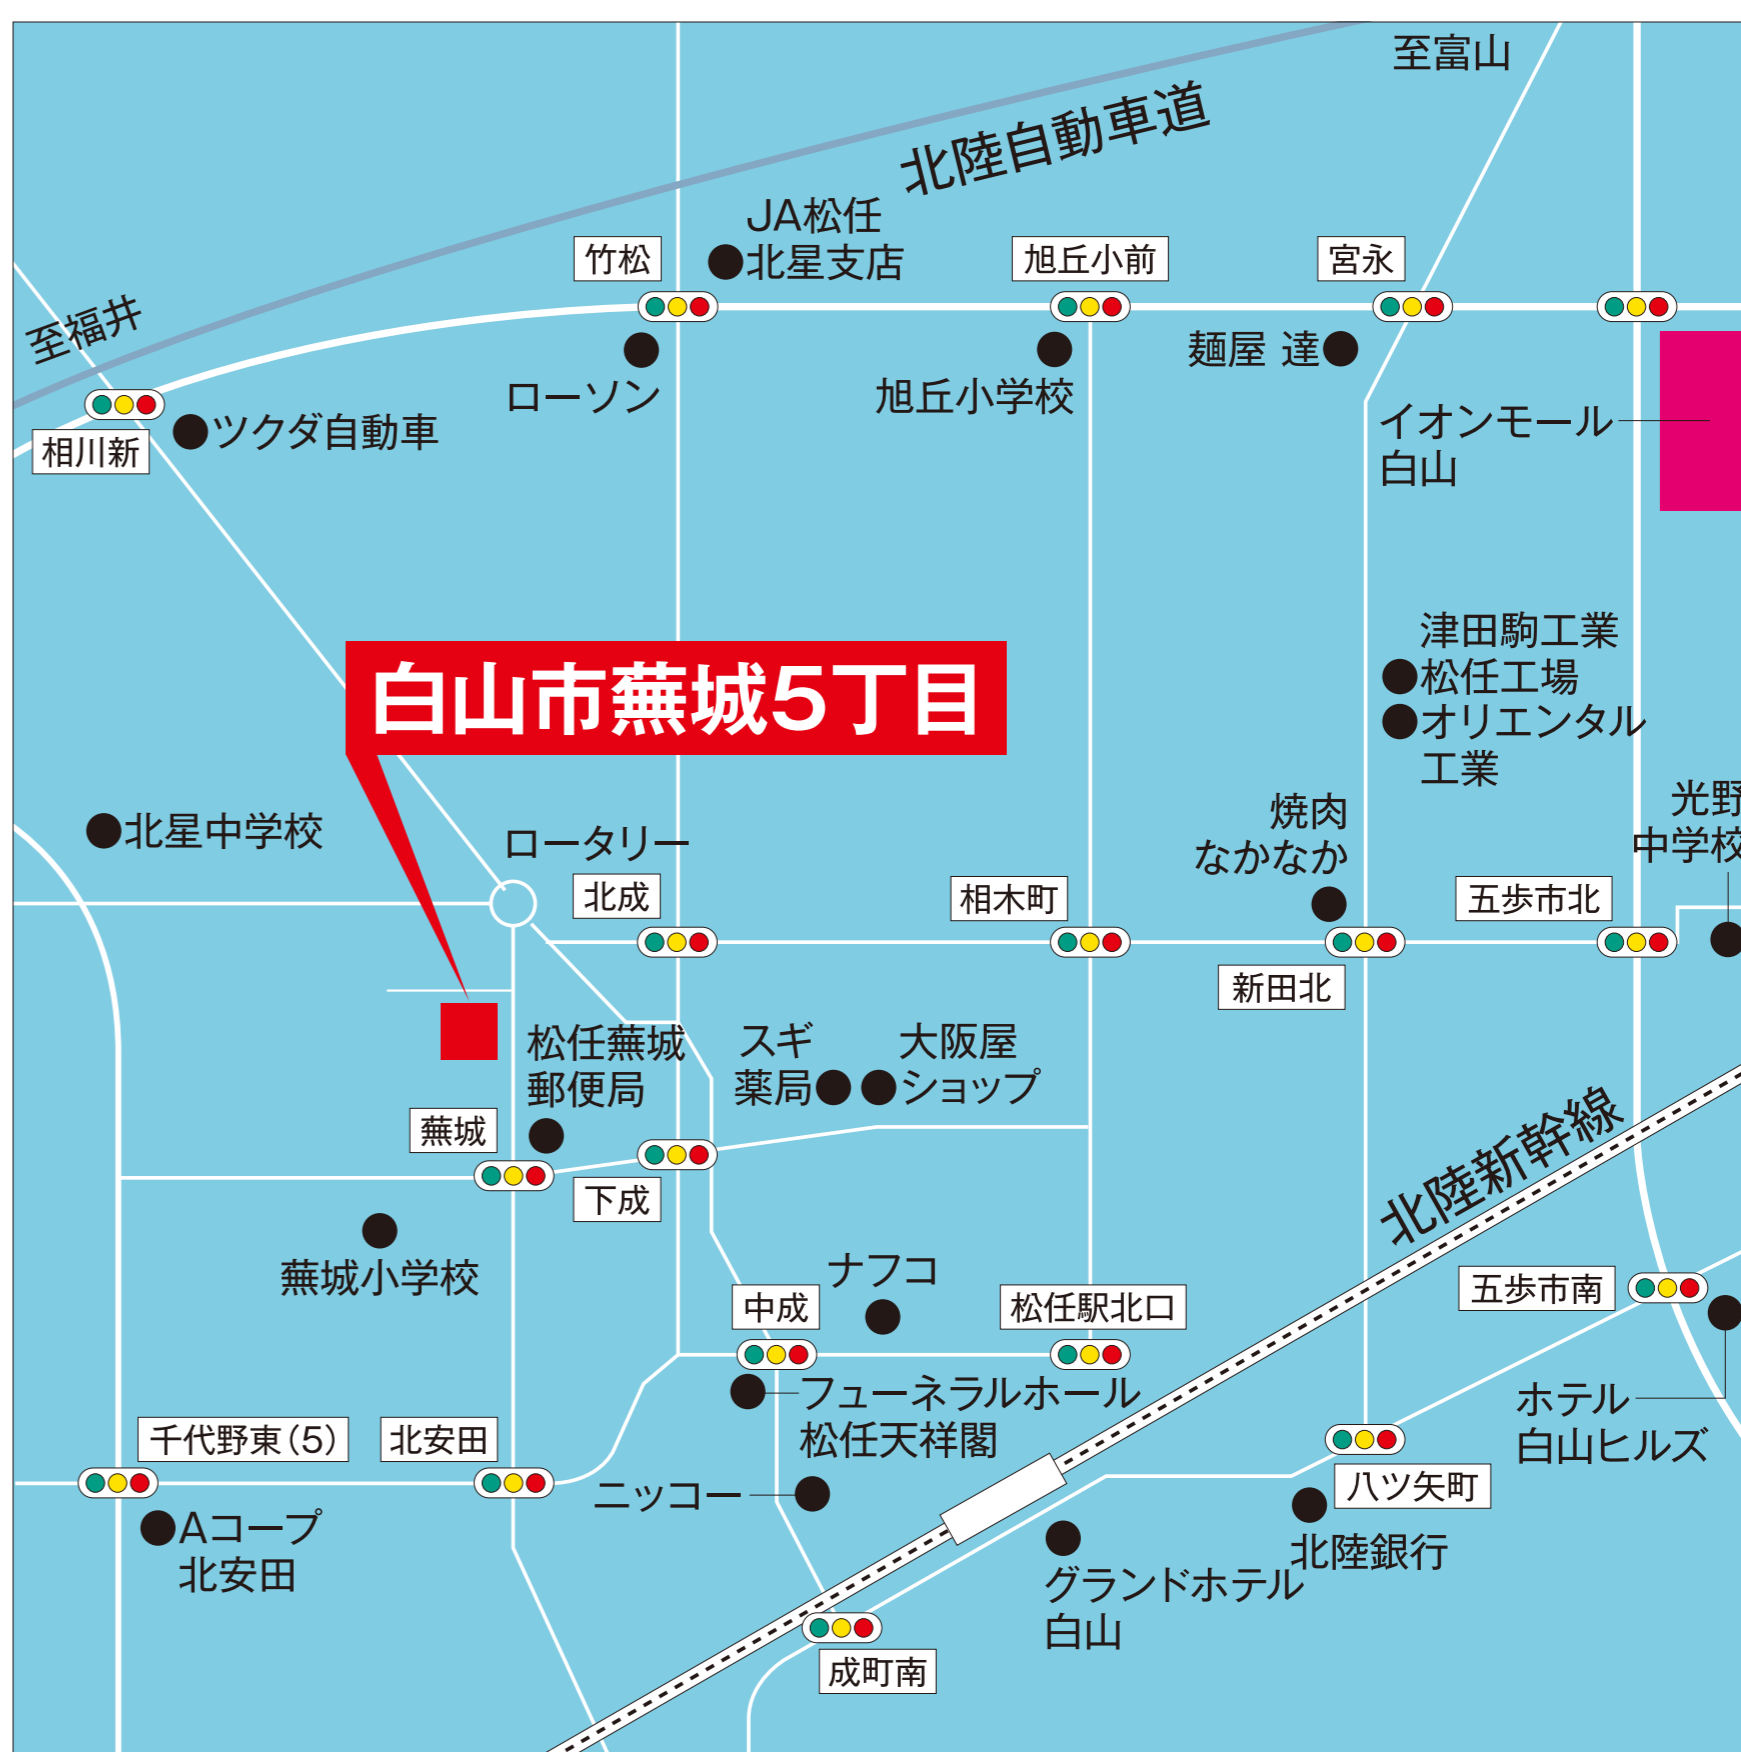 至富山
北陸自動車道
JA松任
北星支店
竹松
旭丘小前
宮永
至福井
ローソン
旭丘小学校
麺屋 達
相川新
ツクダ自動車
イオンモール
白山
津田駒工業
松任工場
オリエンタル
工業
白山市蕪城5丁目
北星中学校
ロータリー
焼肉
なかなか
光野
中学校
北成
相木町
五歩市北
新田北
松任蕪城
郵便局
スギ
薬局
大阪屋
ショップ
蕪城
下成
北陸新幹線
蕪城小学校
ナフコ
中成
松任駅北口
五歩市南
フューネラルホール
松任天祥閣
ホテル
白山ヒルズ
千代野東(5)
北安田
ニッコー
八ツ矢町
Aコープ
北安田
北陸銀行
グランドホテル
白山
成町南